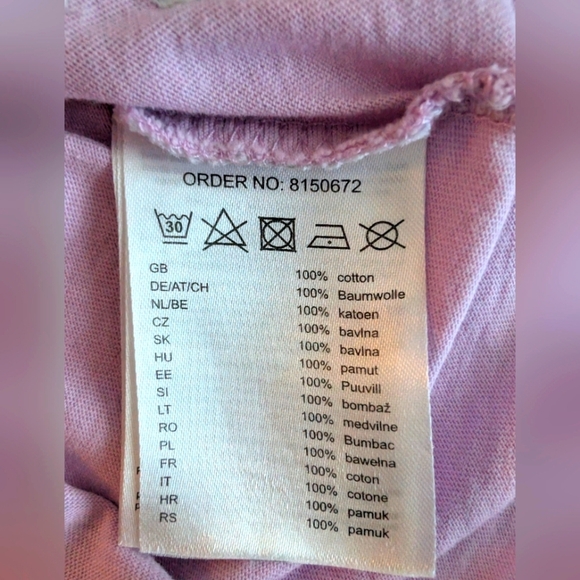 ORDER NO: 8150672
30
GB 100% cotton
DE/AT/CH 100% Baumwolle
NL/BE 100% katoen
CZ 100% bavlna
SK 100% bavlna
HU 100% pamut
EE 100% Puuvill
SI 100% bombaž
LT 100% medvilne
RO 100% Bumbac
PL 100% bawełna
FR 100% coton
IT 100% cotone
HR 100% pamuk
RS 100% pamuk